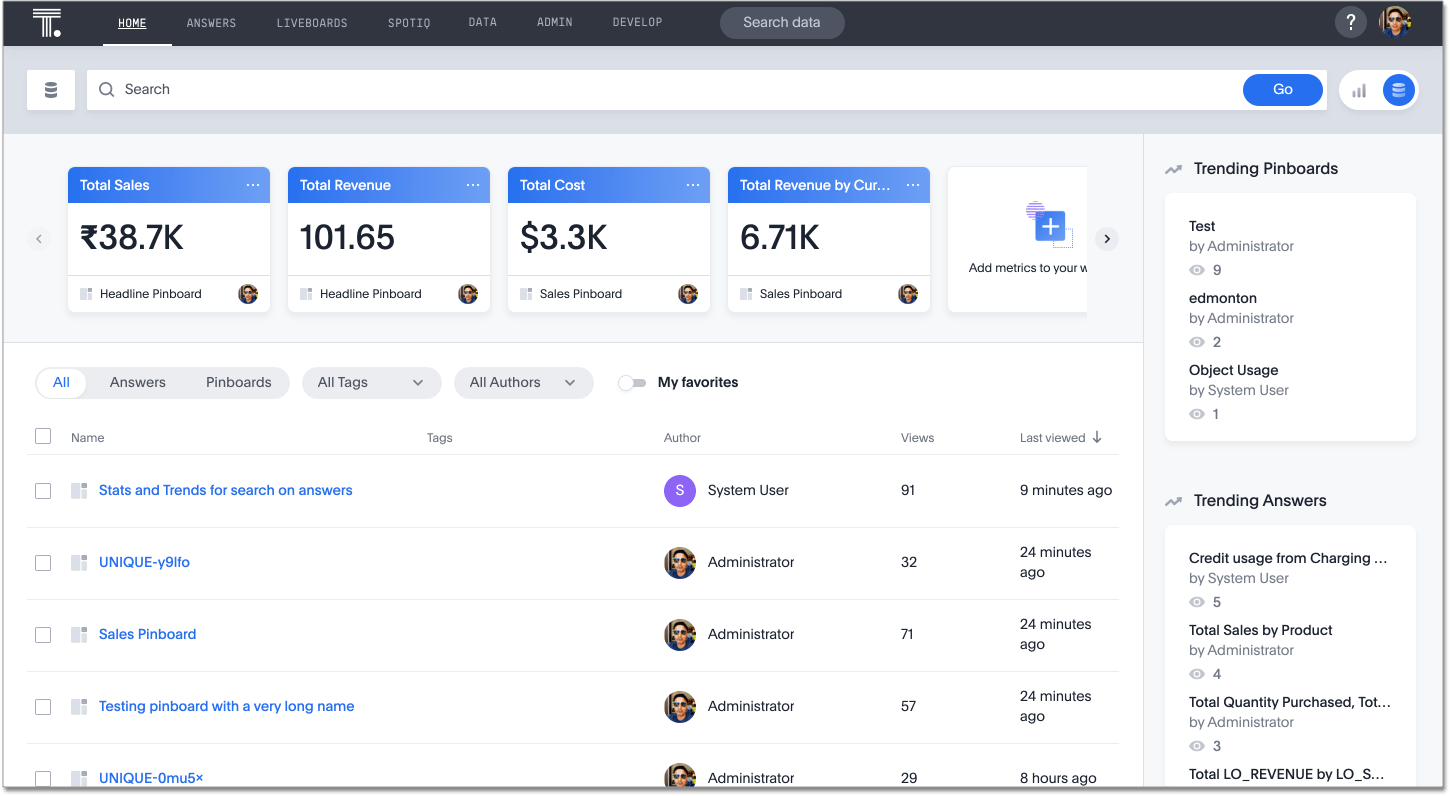 T.
HOME ANSWERS LIVEBOARDS SPOTIQ DATA ADMIN DEVELOP Search data ?
Search Go
Total Sales ... Total Revenue ... Total Cost ... Total Revenue by Cur... ...
₹38.7K 101.65 $3.3K 6.71K
Add metrics to your w
Headline Pinboard Headline Pinboard Sales Pinboard Sales Pinboard
All Answers Pinboards All Tags All Authors My favorites
Name Tags Author Views Last viewed
Stats and Trends for search on answers S System User 91 9 minutes ago
UNIQUE-y9lfo Administrator 32 24 minutes ago
Sales Pinboard Administrator 71 24 minutes ago
Testing pinboard with a very long name Administrator 57 24 minutes ago
UNIQUE-0mu5× Administrator 29 8 hours ago
Trending Pinboards
Test
by Administrator
9
edmonton
by Administrator
2
Object Usage
by System User
1
Trending Answers
Credit usage from Charging ...
by System User
5
Total Sales by Product
by Administrator
4
Total Quantity Purchased, Tot...
by Administrator
3
Total LO_REVENUE by LO_S...